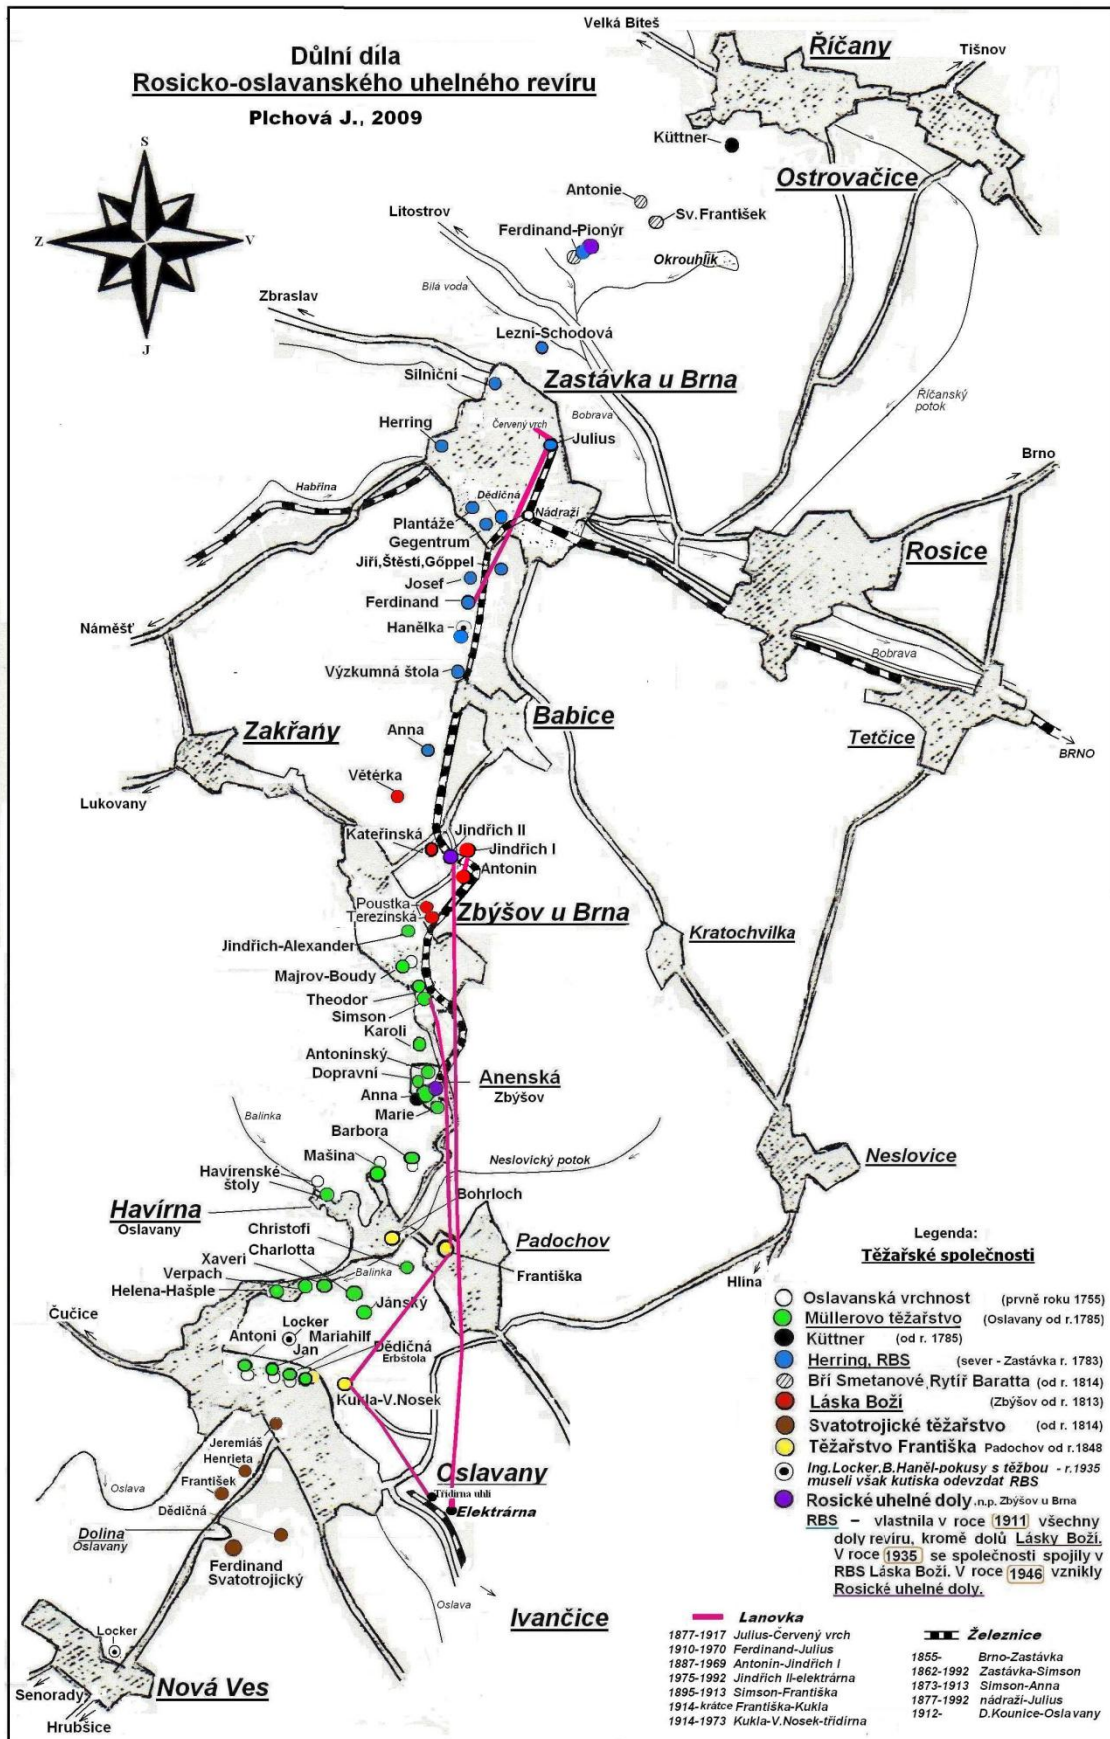 Důlní díla
Rosicko-oslavanského uhelného revíru
Plchová J., 2009
S
Z
V
J
Velká Bíteš
Říčany
Tišnov
Küttner
Ostrovačice
Antonie
Sv.František
Litostrov
Ferdinand-Pionýr
Okrouhlík
Bílá voda
Zbraslav
Lezní-Schodová
Silniční
Zastávka u Brna
Říčanský
potok
Herring
Červený vrch
Bobrava
Julius
Brno
Habřina
Dědičná
Nádraží
Plantáže
Gegentrum
Rosice
Jiří,Štěstí,Gőppel
Josef
Ferdinand
Hanělka
Náměšť
Bobrava
Výzkumná štola
Babice
Zakřany
Anna
Tetčice
BRNO
Větérka
Lukovany
Kateřinská
Jindřich II
Jindřich I
Antonin
Poustka
Terezínská
Zbýšov u Brna
Kratochvilka
Jindřich-Alexander
Majrov-Boudy
Theodor
Simson
Karoli
Antonínský
Dopravní
Anenská
Zbýšov
Anna
Marie
Balinka
Barbora
Mašina
Neslovický potok
Neslovice
Havírenské
štoly
Bohrloch
Havírna
Oslavany
Christofi
Charlotta
Padochov
Xaveri
Verpach
Helena-Hašple
Balinka
Františka
Hlína
Jánský
Čučice
Locker
Antoni
Mariahilf
Jan
Dědičná
Erbštola
Kukla-V.Nosek
Jeremiáš
Henrieta
František
Oslava
Oslavany
Třídírna uhlí
Elektrárna
Dědičná
Dolina
Oslavany
Ferdinand
Svatotrojický
Oslava
Ivančice
Locker
Nová Ves
Senorady
Hrubšice
Legenda:
Těžařské společnosti
Oslavanská vrchnost (prvně roku 1755)
Müllerovo těžařstvo (Oslavany od r.1785)
Küttner (od r. 1785)
Herring, RBS (sever - Zastávka r. 1783)
Bří Smetanové,Rytíř Baratta (od r. 1814)
Láska Boží (Zbýšov od r. 1813)
Svatotrojické těžařstvo (od r. 1814)
Těžařstvo Františka Padochov od r.1848
Ing.Locker.B.Haněl-pokusy s těžbou - r.1935
museli však kutiska odevzdat RBS
Rosické uhelné doly .n.p. Zbýšov u Brna
RBS – vlastnila v roce 1911 všechny
doly revíru, kromě dolů Lásky Boží.
V roce 1935 se společnosti spojily v
RBS Láska Boží. V roce 1946 vznikly
Rosické uhelné doly.
Lanovka
1877-1917 Julius-Červený vrch
1910-1970 Ferdinand-Julius
1887-1969 Antonin-Jindřich I
1975-1992 Jindřich II-elektrárna
1895-1913 Simson-Františka
1914-krátce Františka-Kukla
1914-1973 Kukla-V.Nosek-třídírna
Železnice
1855- Brno-Zastávka
1862-1992 Zastávka-Simson
1873-1913 Simson-Anna
1877-1992 nádraží-Julius
1912- D.Kounice-Oslavany